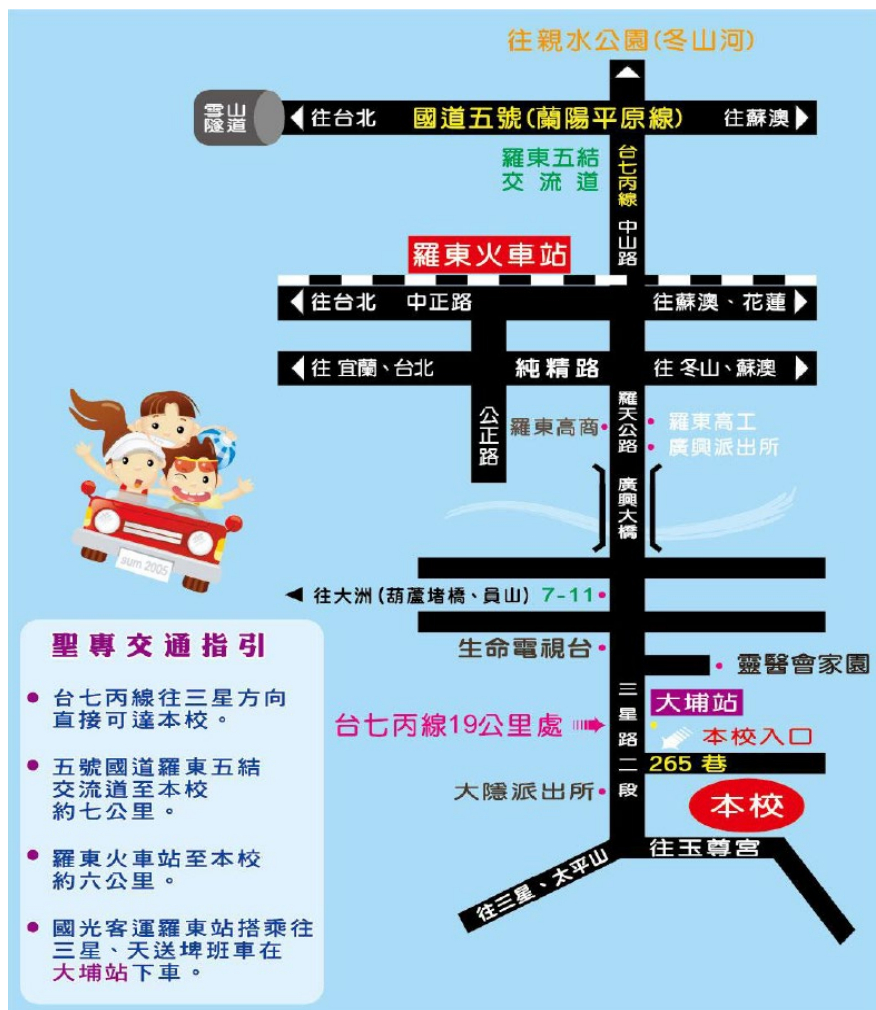 往親水公園(冬山河)
雪山
隧道
往台北
國道五號(蘭陽平原線)
往蘇澳
羅東五結
交流道
台七丙線
中山路
羅東火車站
往台北
中正路
往蘇澳、花蓮
往 宜蘭、台北
純精路
往 冬山、蘇澳
公正路
羅東高商
羅天公路
羅東高工
廣興派出所
廣興大橋
往大洲(葫蘆堵橋、員山)
7-11
生命電視台
靈醫會家園
三星路二段
大埔站
台七丙線19公里處
本校入口
265 巷
大隱派出所
本校
往玉尊宮
往三星、太平山
sum 2005
聖專交通指引
台七丙線往三星方向
直接可達本校。
五號國道羅東五結
交流道至本校
約七公里。
羅東火車站至本校
約六公里。
國光客運羅東站搭乘往
三星、天送埤班車在
大埔站下車。